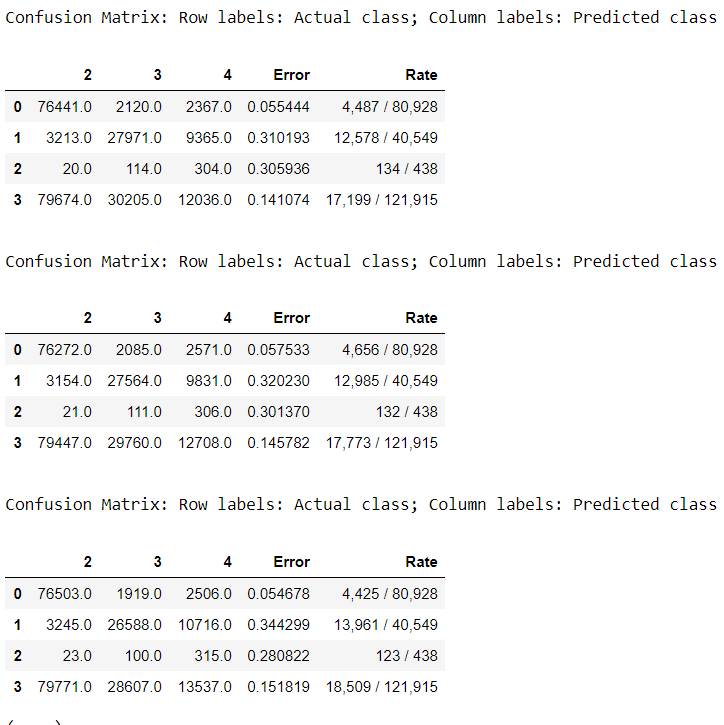 Confusion Matrix: Row labels: Actual class; Column labels: Predicted class
2 3 4 Error Rate
0 76441.0 2120.0 2367.0 0.055444 4,487 / 80,928
1 3213.0 27971.0 9365.0 0.310193 12,578 / 40,549
2 20.0 114.0 304.0 0.305936 134 / 438
3 79674.0 30205.0 12036.0 0.141074 17,199 / 121,915
Confusion Matrix: Row labels: Actual class; Column labels: Predicted class
2 3 4 Error Rate
0 76272.0 2085.0 2571.0 0.057533 4,656 / 80,928
1 3154.0 27564.0 9831.0 0.320230 12,985 / 40,549
2 21.0 111.0 306.0 0.301370 132 / 438
3 79447.0 29760.0 12708.0 0.145782 17,773 / 121,915
Confusion Matrix: Row labels: Actual class; Column labels: Predicted class
2 3 4 Error Rate
0 76503.0 1919.0 2506.0 0.054678 4,425 / 80,928
1 3245.0 26588.0 10716.0 0.344299 13,961 / 40,549
2 23.0 100.0 315.0 0.280822 123 / 438
3 79771.0 28607.0 13537.0 0.151819 18,509 / 121,915